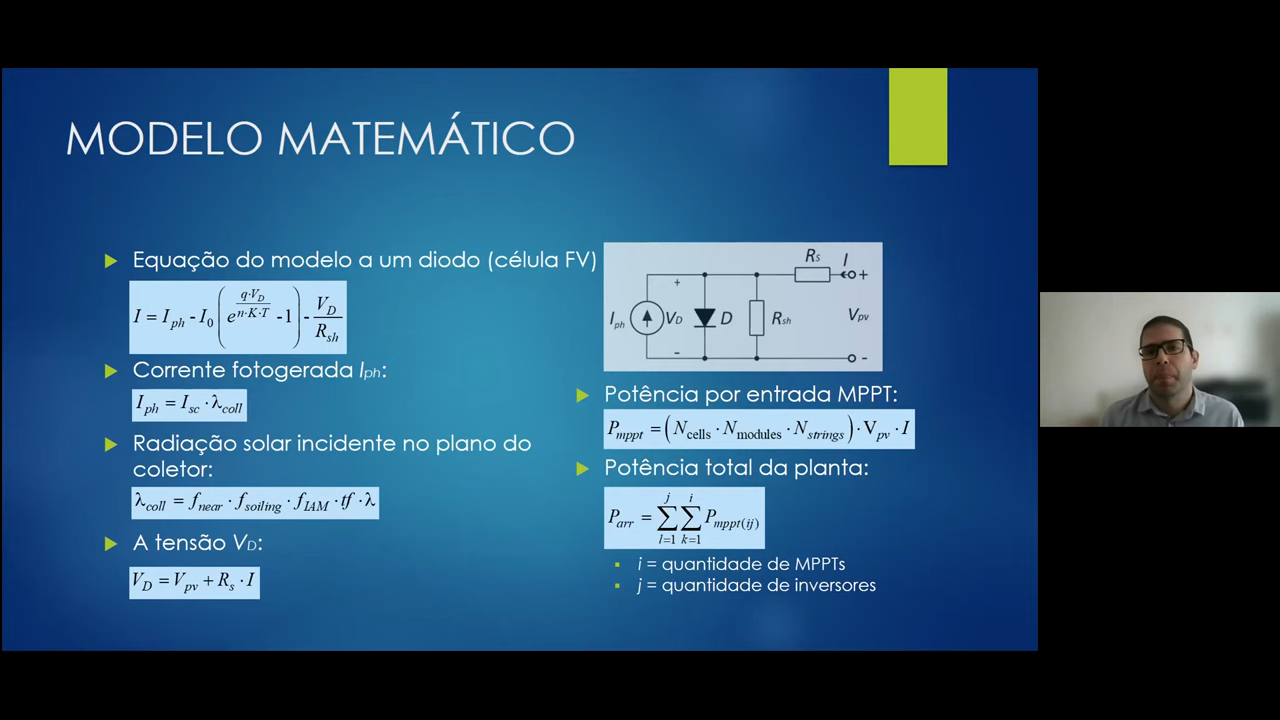 MODELO MATEMÁTICO
Equação do modelo a um diodo (célula FV)
I = I_ph - I_0 ( e^{q·V_D / n·K·T} - 1 ) - V_D / R_sh
Corrente fotogerada I_ph:
I_ph = I_sc · λ_coll
Radiação solar incidente no plano do
coletor:
λ_coll = f_near · f_soiling · f_IAM · tf · λ
A tensão V_D:
V_D = V_pv + R_s · I
R_s I +
+
I_ph V_D D R_sh V_pv
- -
Potência por entrada MPPT:
P_mppt = ( N_cells · N_modules · N_strings ) · V_pv · I
Potência total da planta:
P_arr = ∑_{l=1}^{j} ∑_{k=1}^{i} P_mppt(ij)
i = quantidade de MPPTs
j = quantidade de inversores